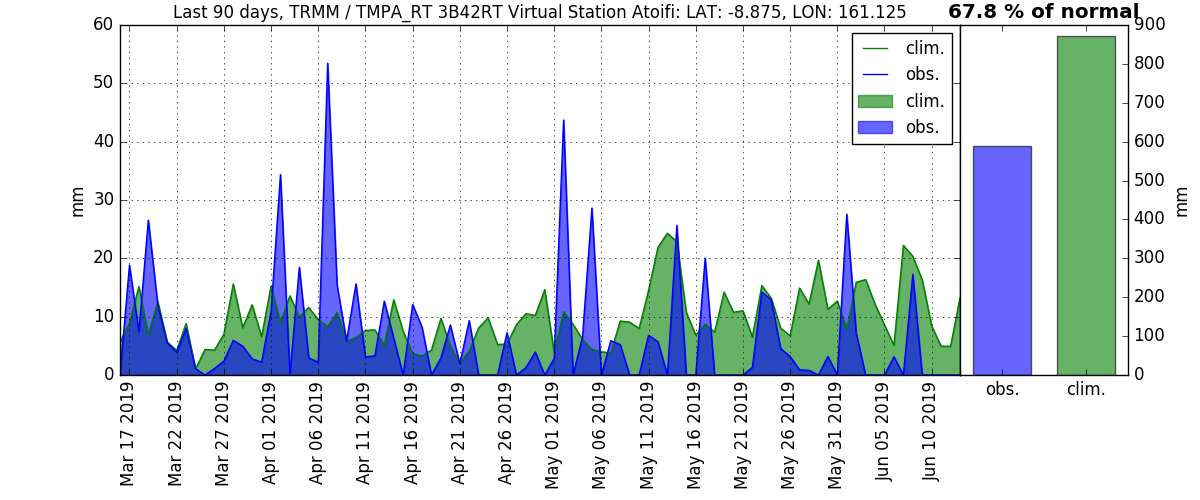 Last 90 days, TRMM / TMPA_RT 3B42RT Virtual Station Atoifi: LAT: -8.875, LON: 161.125
67.8 % of normal
60
50
40
30
20
10
0
mm
clim.
obs.
clim.
obs.
900
800
700
600
500
400
300
200
100
0
mm
obs.
clim.
Mar 17 2019
Mar 22 2019
Mar 27 2019
Apr 01 2019
Apr 06 2019
Apr 11 2019
Apr 16 2019
Apr 21 2019
Apr 26 2019
May 01 2019
May 06 2019
May 11 2019
May 16 2019
May 21 2019
May 26 2019
May 31 2019
Jun 05 2019
Jun 10 2019